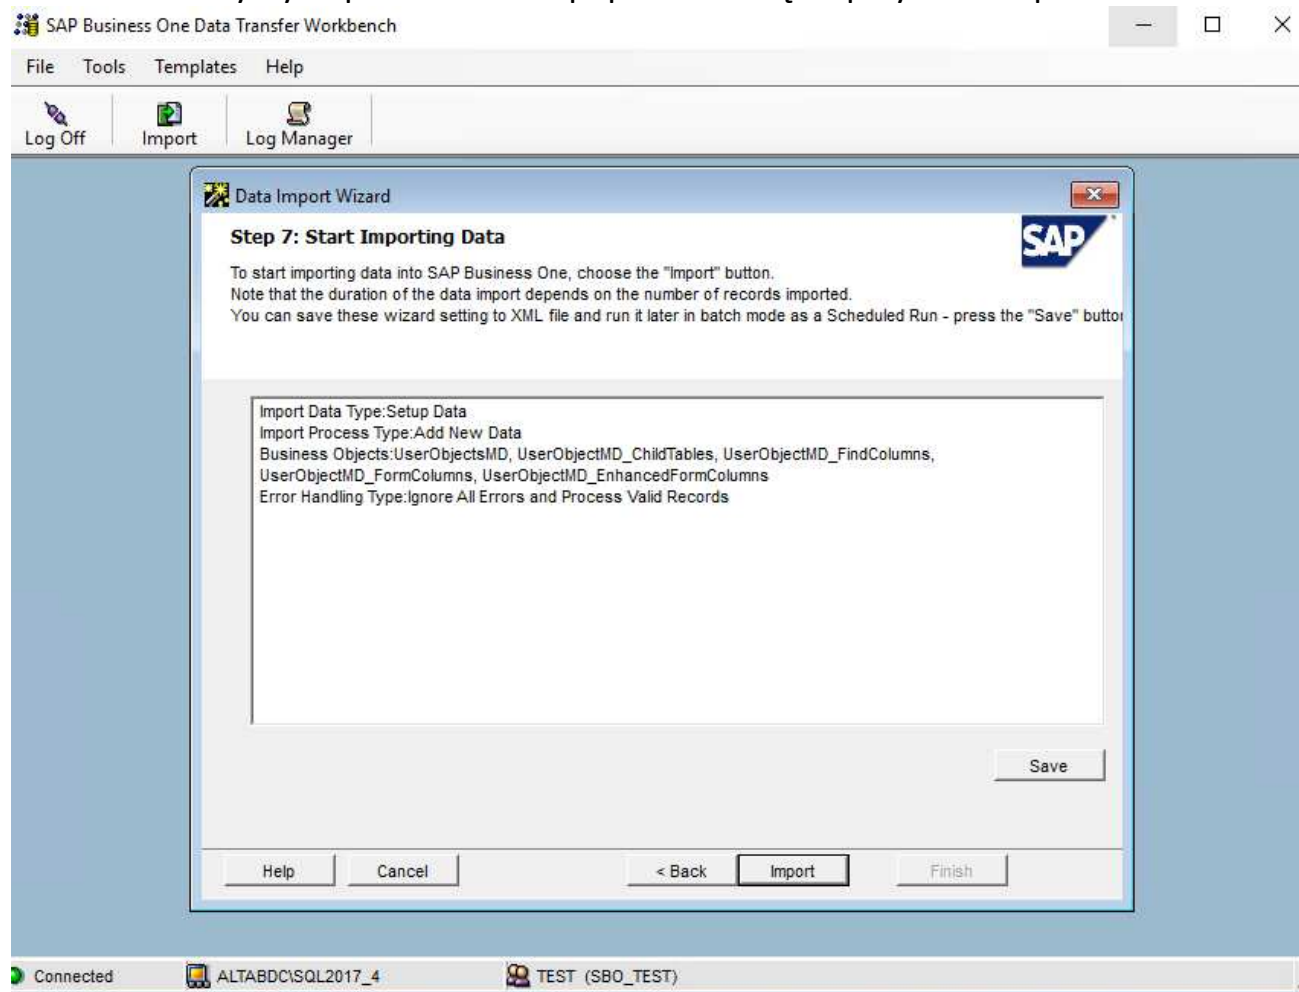 SAP Business One Data Transfer Workbench
File Tools Templates Help
Log Off Import Log Manager
Data Import Wizard
Step 7: Start Importing Data
SAP
To start importing data into SAP Business One, choose the "Import" button.
Note that the duration of the data import depends on the number of records imported.
You can save these wizard setting to XML file and run it later in batch mode as a Scheduled Run - press the "Save" butto
Import Data Type:Setup Data
Import Process Type:Add New Data
Business Objects:UserObjectsMD, UserObjectMD_ChildTables, UserObjectMD_FindColumns,
UserObjectMD_FormColumns, UserObjectMD_EnhancedFormColumns
Error Handling Type:Ignore All Errors and Process Valid Records
Save
Help Cancel < Back Import Finish
Connected ALTABDC\SQL2017_4 TEST (SBO_TEST)